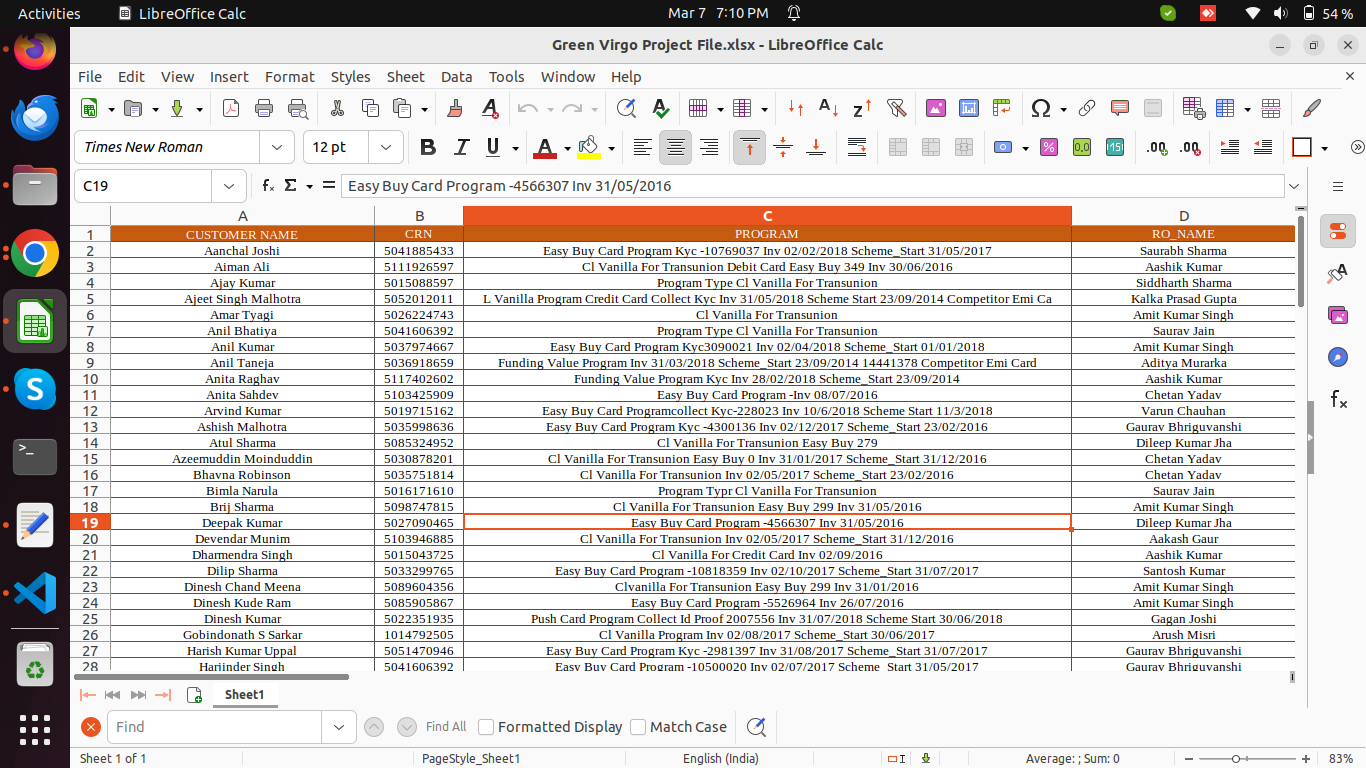 Activities LibreOffice Calc Mar 7 7:10 PM 54 %
Green Virgo Project File.xlsx - LibreOffice Calc
File Edit View Insert Format Styles Sheet Data Tools Window Help
Times New Roman 12 pt
C19 Easy Buy Card Program -4566307 Inv 31/05/2016
A B C D
1 CUSTOMER NAME CRN PROGRAM RO_NAME
2 Aanchal Joshi 5041885433 Easy Buy Card Program Kyc -10769037 Inv 02/02/2018 Scheme_Start 31/05/2017 Saurabh Sharma
3 Aiman Ali 5111926597 Cl Vanilla For Transunion Debit Card Easy Buy 349 Inv 30/06/2016 Aashik Kumar
4 Ajay Kumar 5015088597 Program Type Cl Vanilla For Transunion Siddharth Sharma
5 Ajeet Singh Malhotra 5052012011 L Vanilla Program Credit Card Collect Kyc Inv 31/05/2018 Scheme Start 23/09/2014 Competitor Emi Ca Kalka Prasad Gupta
6 Amar Tyagi 5026224743 Cl Vanilla For Transunion Amit Kumar Singh
7 Anil Bhatiya 5041606392 Program Type Cl Vanilla For Transunion Saurav Jain
8 Anil Kumar 5037974667 Easy Buy Card Program Kyc3090021 Inv 02/04/2018 Scheme_Start 01/01/2018 Amit Kumar Singh
9 Anil Taneja 5036918659 Funding Value Program Inv 31/03/2018 Scheme_Start 23/09/2014 14441378 Competitor Emi Card Aditya Murarka
10 Anita Raghav 5117402602 Funding Value Program Kyc Inv 28/02/2018 Scheme_Start 23/09/2014 Aashik Kumar
11 Anita Sahdev 5103425909 Easy Buy Card Program -Inv 08/07/2016 Chetan Yadav
12 Arvind Kumar 5019715162 Easy Buy Card Programcollect Kyc-228023 Inv 10/6/2018 Scheme Start 11/3/2018 Varun Chauhan
13 Ashish Malhotra 5035998636 Easy Buy Card Program Kyc -4300136 Inv 02/12/2017 Scheme_Start 23/02/2016 Gaurav Bhriguvanshi
14 Atul Sharma 5085324952 Cl Vanilla For Transunion Easy Buy 279 Dileep Kumar Jha
15 Azeemuddin Moinduddin 5030878201 Cl Vanilla For Transunion Easy Buy 0 Inv 31/01/2017 Scheme_Start 31/12/2016 Chetan Yadav
16 Bhavna Robinson 5035751814 Cl Vanilla For Transunion Inv 02/05/2017 Scheme_Start 23/02/2016 Chetan Yadav
17 Bimla Narula 5016171610 Program Typr Cl Vanilla For Transunion Saurav Jain
18 Brij Sharma 5098747815 Cl Vanilla For Transunion Easy Buy 299 Inv 31/05/2016 Amit Kumar Singh
19 Deepak Kumar 5027090465 Easy Buy Card Program -4566307 Inv 31/05/2016 Dileep Kumar Jha
20 Devendar Munim 5103946885 Cl Vanilla For Transunion Inv 02/05/2017 Scheme_Start 31/12/2016 Aakash Gaur
21 Dharmendra Singh 5015043725 Cl Vanilla For Credit Card Inv 02/09/2016 Aashik Kumar
22 Dilip Sharma 5033299765 Easy Buy Card Program -10818359 Inv 02/10/2017 Scheme_Start 31/07/2017 Santosh Kumar
23 Dinesh Chand Meena 5089604356 Clvanilla For Transunion Easy Buy 299 Inv 31/01/2016 Amit Kumar Singh
24 Dinesh Kude Ram 5085905867 Easy Buy Card Program -5526964 Inv 26/07/2016 Amit Kumar Singh
25 Dinesh Kumar 5022351935 Push Card Program Collect Id Proof 2007556 Inv 31/07/2018 Scheme Start 30/06/2018 Gagan Joshi
26 Gobindonath S Sarkar 1014792505 Cl Vanilla Program Inv 02/08/2017 Scheme_Start 30/06/2017 Arush Misri
27 Harish Kumar Uppal 5051470946 Easy Buy Card Program Kyc -2981397 Inv 31/08/2017 Scheme_Start 31/07/2017 Gaurav Bhriguvanshi
28 Harjinder Singh 5041606392 Easy Buy Card Program -10500020 Inv 02/07/2017 Scheme_Start 31/05/2017 Gaurav Bhriguvanshi
Sheet1
Find Find All Formatted Display Match Case
Sheet 1 of 1 PageStyle_Sheet1 English (India) Average: ; Sum: 0 83%